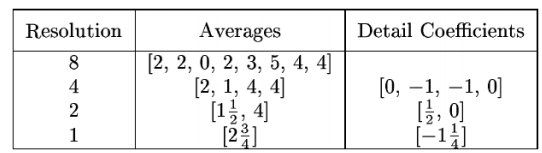 Resolution Averages Detail Coefficients
8 [2, 2, 0, 2, 3, 5, 4, 4]
4 [2, 1, 4, 4] [0, −1, −1, 0]
2 [1½, 4] [½, 0]
1 [2¾] [−1¼]